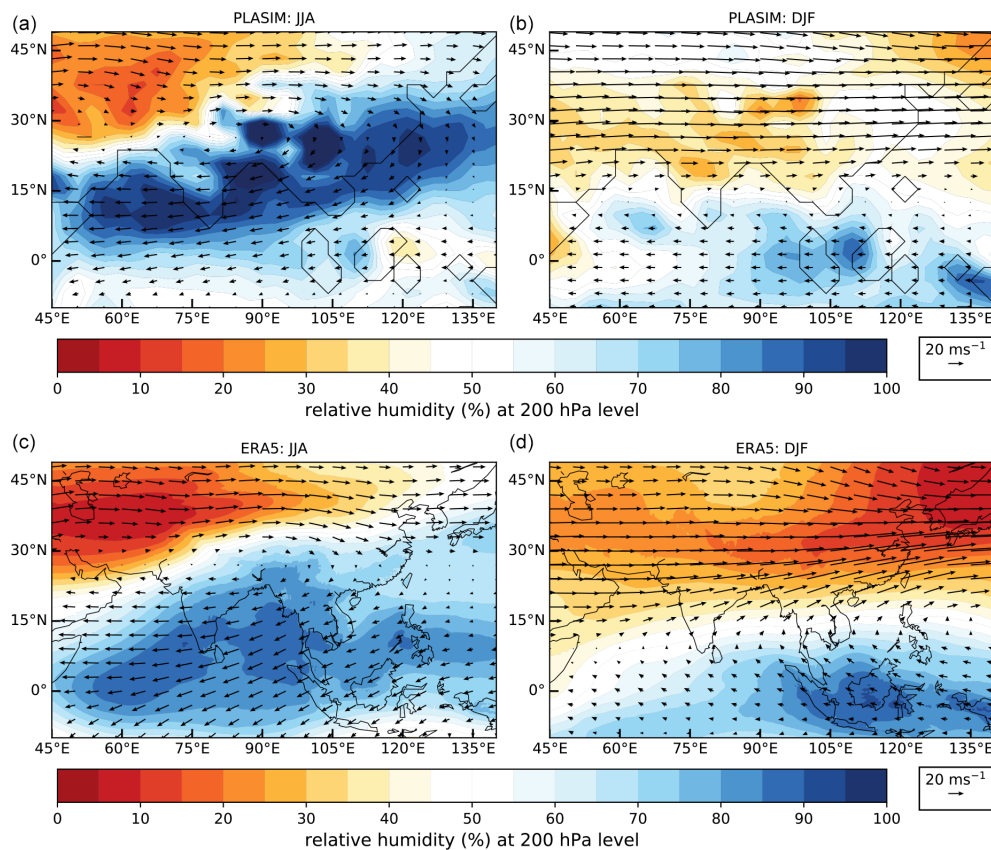 (a)
PLASIM: JJA
45°N
30°N
15°N
0°
45°E 60°E 75°E 90°E 105°E 120°E 135°E
(b)
PLASIM: DJF
45°N
30°N
15°N
0°
45°E 60°E 75°E 90°E 105°E 120°E 135°E
0 10 20 30 40 50 60 70 80 90 100
relative humidity (%) at 200 hPa level
20 ms⁻¹
(c)
ERA5: JJA
45°N
30°N
15°N
0°
45°E 60°E 75°E 90°E 105°E 120°E 135°E
(d)
ERA5: DJF
45°N
30°N
15°N
0°
45°E 60°E 75°E 90°E 105°E 120°E 135°E
0 10 20 30 40 50 60 70 80 90 100
relative humidity (%) at 200 hPa level
20 ms⁻¹